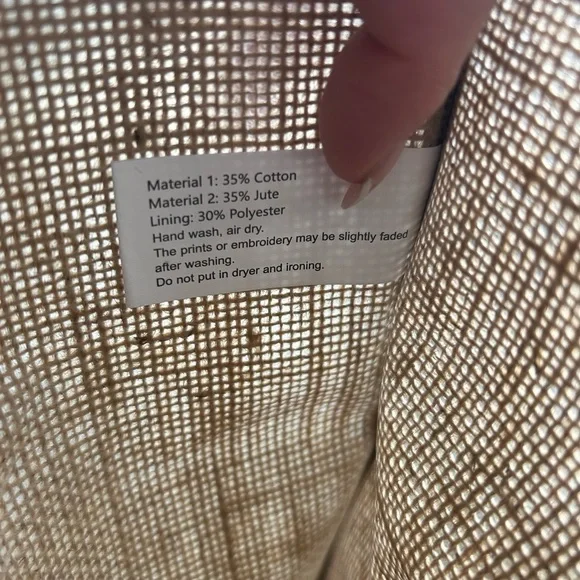 Material 1: 35% Cotton
Material 2: 35% Jute
Lining: 30% Polyester
Hand wash, air dry.
The prints or embroidery may be slightly faded
after washing.
Do not put in dryer and ironing.